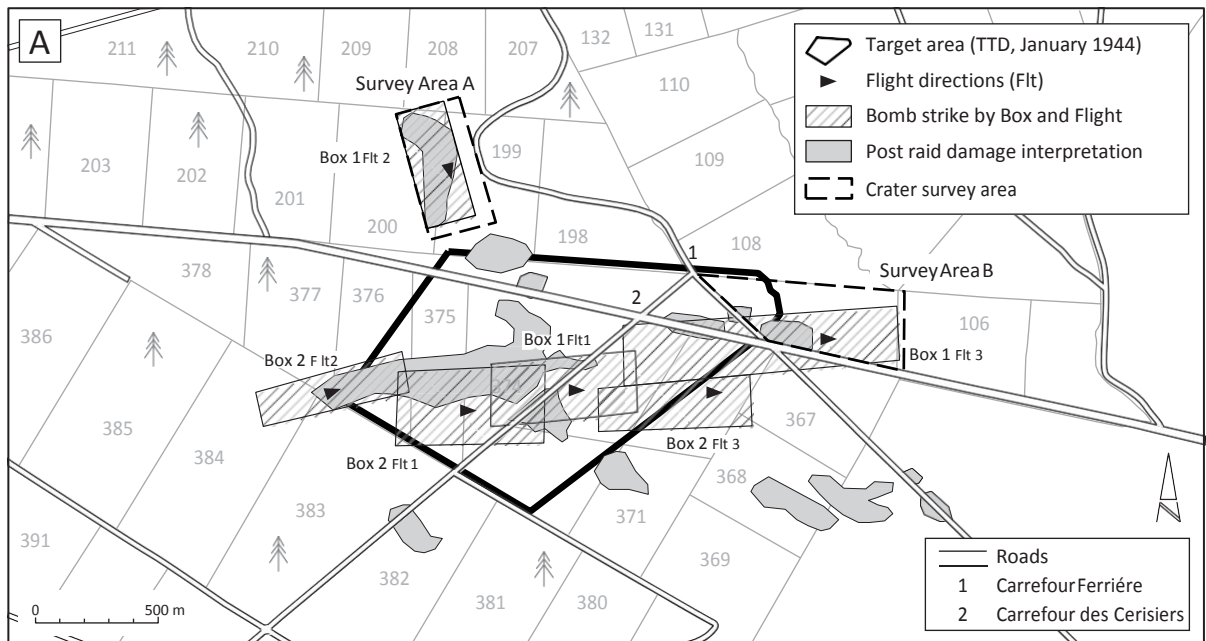 A
211
210
209
208
207
132
131
110
Survey Area A
Box 1 Flt 2
199
109
203
202
201
200
198
108
1
Survey Area B
378
377
376
375
2
106
386
Box 1 Flt1
Box 2 Flt2
Box 1 Flt 3
385
384
Box 2 Flt 1
Box 2 Flt 3
367
368
383
371
391
382
369
381
380
0 500 m
Target area (TTD, January 1944)
Flight directions (Flt)
Bomb strike by Box and Flight
Post raid damage interpretation
Crater survey area
N
Roads
1 Carrefour Ferriére
2 Carrefour des Cerisiers